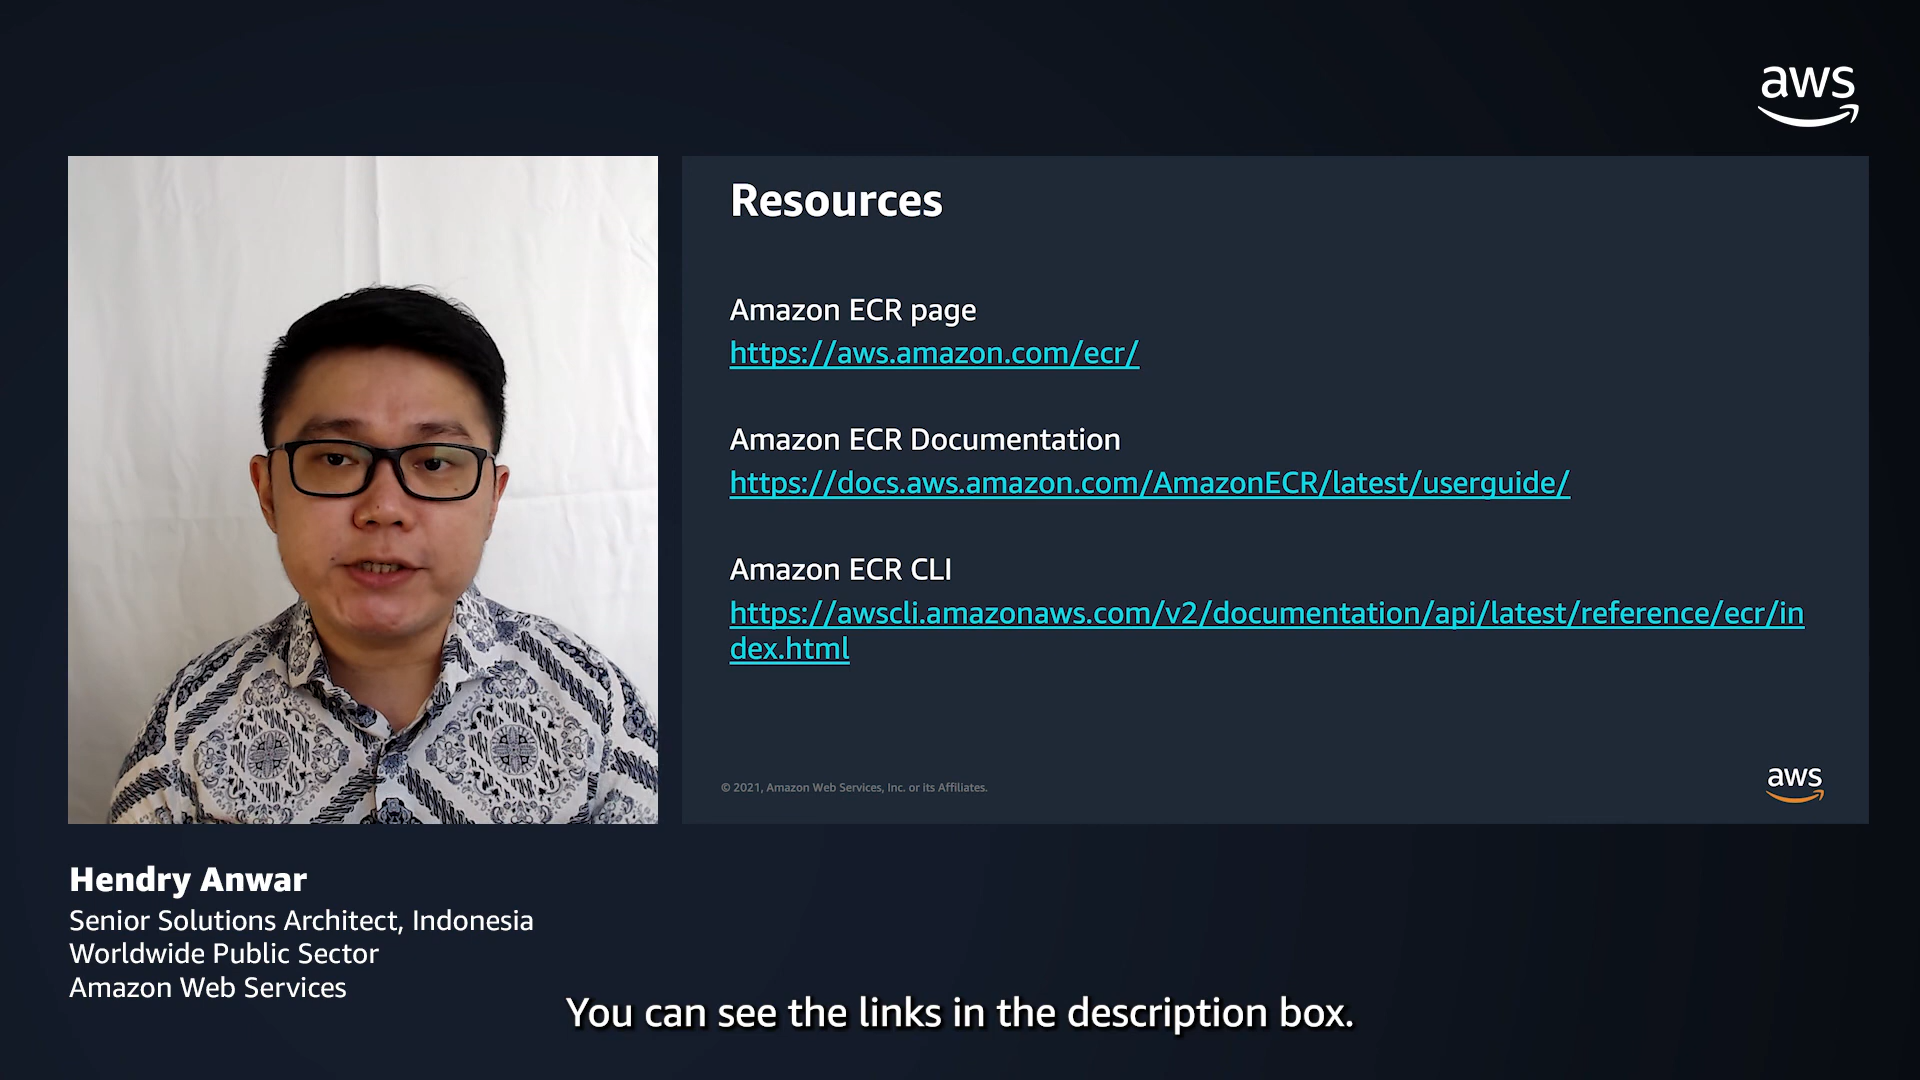 aws
Resources
Amazon ECR page
https://aws.amazon.com/ecr/
Amazon ECR Documentation
https://docs.aws.amazon.com/AmazonECR/latest/userguide/
Amazon ECR CLI
https://awscli.amazonaws.com/v2/documentation/api/latest/reference/ecr/in
dex.html
© 2021, Amazon Web Services, Inc. or its Affiliates.
aws
Hendry Anwar
Senior Solutions Architect, Indonesia
Worldwide Public Sector
Amazon Web Services
You can see the links in the description box.